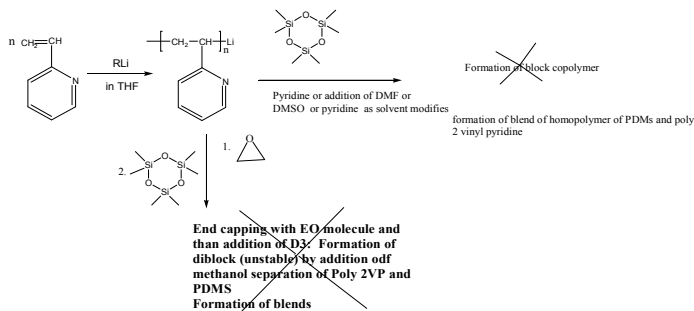 n CH₂=CH
N
RLi
in THF
CH₂—CH—Li
n
N
Si O Si
O O
Si
Pyridine or addition of DMF or
DMSO or pyridine as solvent modifies
Formation of block copolymer
formation of blend of homopolymer of PDMs and poly
2 vinyl pyridine
1.
O
2.
Si O Si
O O
Si
End capping with EO molecule and
than addition of D3: Formation of
diblock (unstable) by addition odf
methanol separation of Poly 2VP and
PDMS
Formation of blends